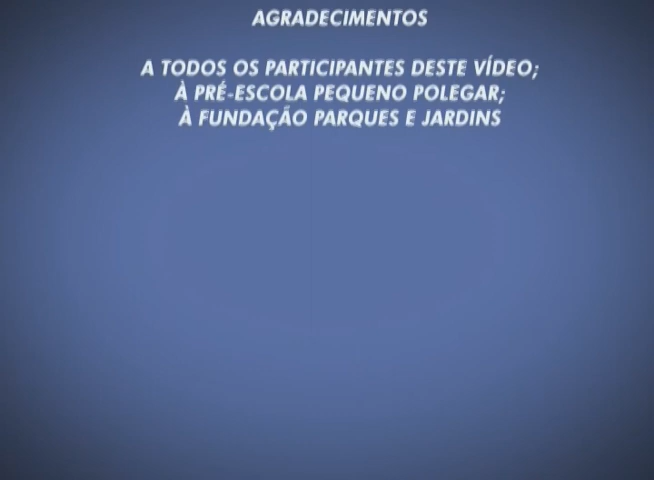 AGRADECIMENTOS
A TODOS OS PARTICIPANTES DESTE VÍDEO;
À PRÉ-ESCOLA PEQUENO POLEGAR;
À FUNDAÇÃO PARQUES E JARDINS